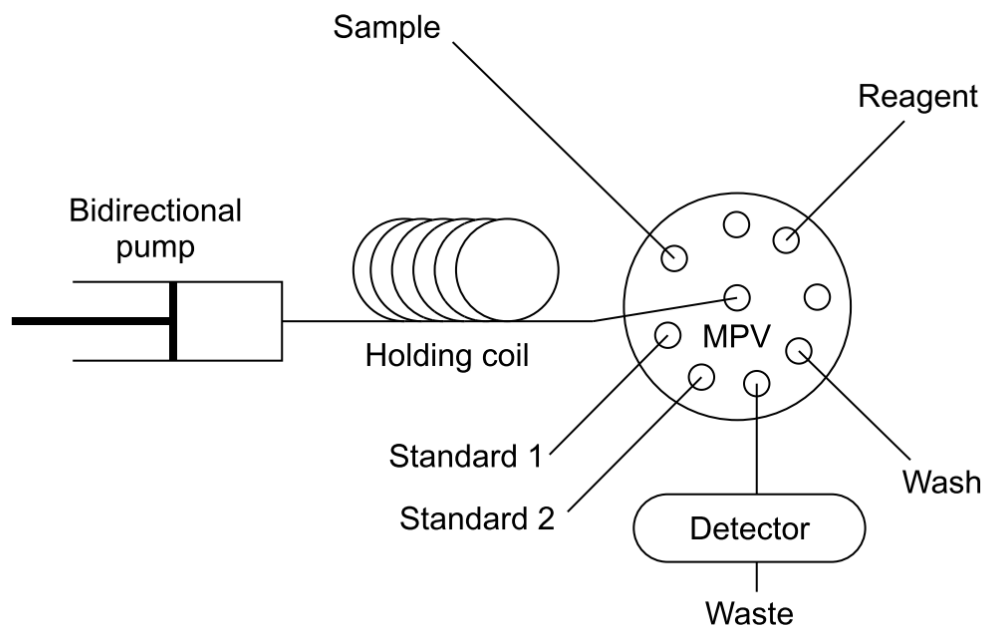 Sample
Reagent
Bidirectional
pump
MPV
Holding coil
Standard 1
Wash
Standard 2
Detector
Waste